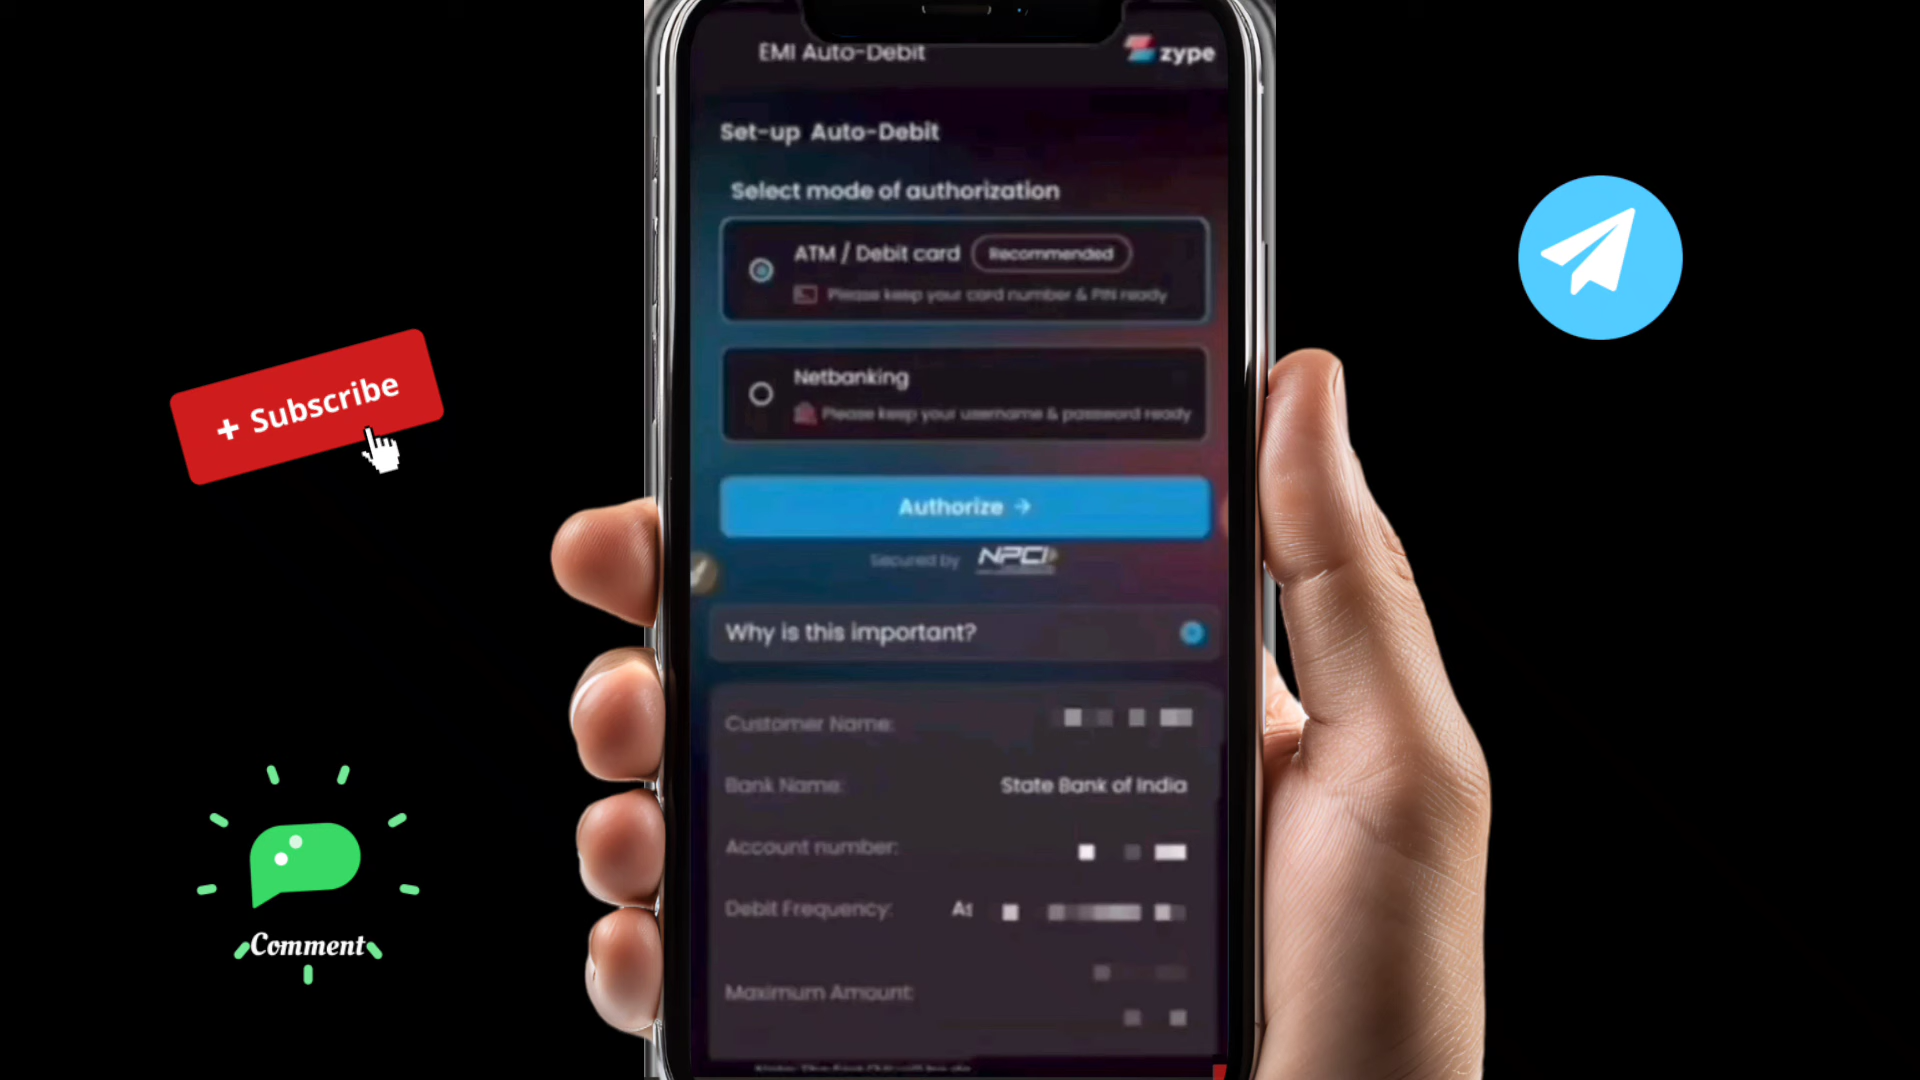 EMI Auto-Debit
zype
Set-up Auto-Debit
Select mode of authorization
ATM / Debit card
Recommended
Please keep your card number & PIN ready
Netbanking
Please keep your username & password ready
Authorize →
Secured by NPCI
Why is this important?
Customer Name:
Bank Name: State Bank of India
Account number:
Debit Frequency: As
Maximum Amount:
+ Subscribe
Comment